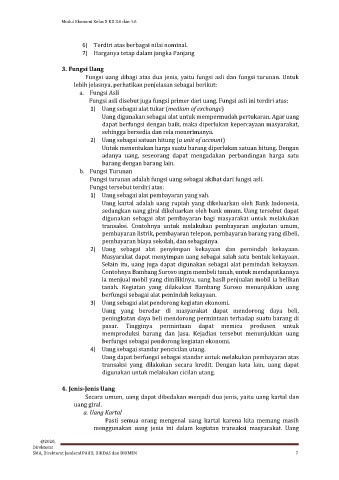 Modul Ekonomi Kelas X KD 3.6 dan 4.6
6) Terdiri atas berbagai nilai nominal.
7) Harganya tetap dalam jangka Panjang
3. Fungsi Uang
Fungsi uang dibagi atas dua jenis, yaitu fungsi asli dan fungsi turunan. Untuk
lebih jelasnya, perhatikan penjelasan sebagai berikut:
a. Fungsi Asli
Fungsi asli disebut juga fungsi primer dari uang. Fungsi asli ini terdiri atas:
1) Uang sebagai alat tukar (medium of exchange)
Uang digunakan sebagai alat untuk mempermudah pertukaran. Agar uang
dapat berfungsi dengan baik, maka diperlukan kepercayaan masyarakat,
sehingga bersedia dan rela menerimanya.
2) Uang sebagai satuan hitung (a unit of account)
Untuk menentukan harga suatu barang diperlukan satuan hitung. Dengan
adanya uang, seseorang dapat mengadakan perbandingan harga satu
barang dengan barang lain.
b. Fungsi Turunan
Fungsi turunan adalah fungsi uang sebagai akibat dari fungsi asli.
Fungsi tersebut terdiri atas:
1) Uang sebagai alat pembayaran yang sah.
Uang kartal adalah uang rupiah yang dikeluarkan oleh Bank Indonesia,
sedangkan uang giral dikeluarkan oleh bank umum. Uang tersebut dapat
digunakan sebagai alat pembayaran bagi masyarakat untuk melakukan
transaksi. Contohnya untuk melakukan pembayaran angkutan umum,
pembayaran listrik, pembayaran telepon, pembayaran barang yang dibeli,
pembayaran biaya sekolah, dan sebagainya.
2) Uang sebagai alat penyimpan kekayaan dan pemindah kekayaan.
Masyarakat dapat menyimpan uang sebagai salah satu bentuk kekayaan.
Selain itu, uang juga dapat digunakan sebagai alat pemindah kekayaan.
Contohnya Bambang Suroso ingin membeli tanah, untuk mendapatkannya
ia menjual mobil yang dimilikinya, uang hasil penjualan mobil ia belikan
tanah. Kegiatan yang dilakukan Bambang Suroso menunjukkan uang
berfungsi sebagai alat pemindah kekayaan.
3) Uang sebagai alat pendorong kegiatan ekonomi.
Uang yang beredar di masyarakat dapat mendorong daya beli,
peningkatan daya beli mendorong permintaan terhadap suatu barang di
pasar. Tingginya permintaan dapat memicu produsen untuk
memproduksi barang dan jasa. Kejadian tersebut menunjukkan uang
berfungsi sebagai pendorong kegiatan ekonomi.
4) Uang sebagai standar pencicilan utang.
Uang dapat berfungsi sebagai standar untuk melakukan pembayaran atas
transaksi yang dilakukan secara kredit. Dengan kata lain, uang dapat
digunakan untuk melakukan cicilan utang.
4. Jenis-Jenis Uang
Secara umum, uang dapat dibedakan menjadi dua jenis, yaitu uang kartal dan
uang giral.
a. Uang Kartal
Pasti semua orang mengenal uang kartal karena kita memang masih
menggunakan uang jenis ini dalam kegiatan transaksi masyarakat. Uang
@2020,
Direktorat
SMA, Direktorat Jenderal PAUD, DIKDAS dan DIKMEN 7